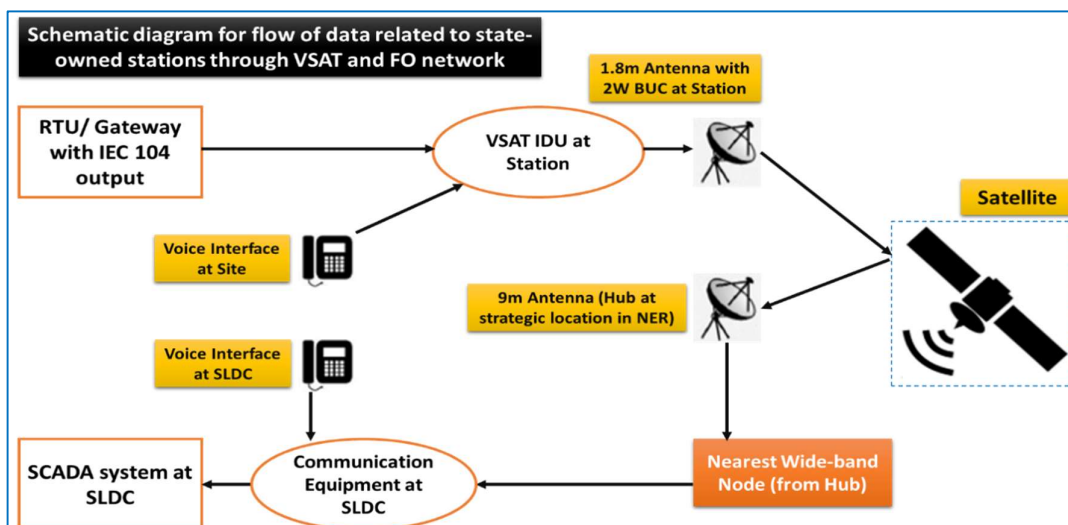 Schematic diagram for flow of data related to state-
owned stations through VSAT and FO network
1.8m Antenna with
2W BUC at Station
RTU/ Gateway
with IEC 104
output
VSAT IDU at
Station
Satellite
Voice Interface
at Site
9m Antenna (Hub at
strategic location in NER)
Voice Interface
at SLDC
SCADA system at
SLDC
Communication
Equipment at
SLDC
Nearest Wide-band
Node (from Hub)